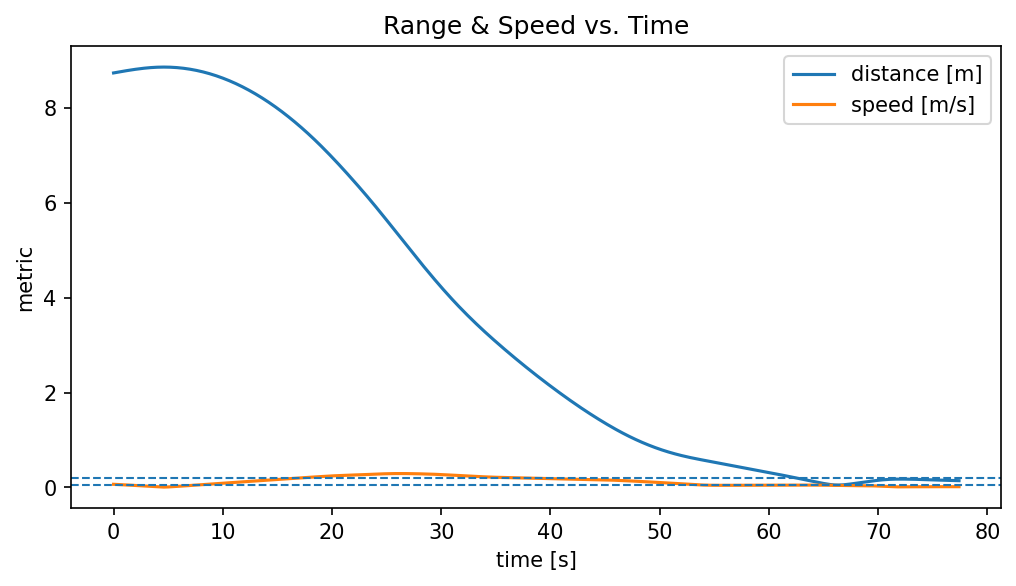 Range & Speed vs. Time
distance [m]
speed [m/s]
metric
8
6
4
2
0
0 10 20 30 40 50 60 70 80
time [s]